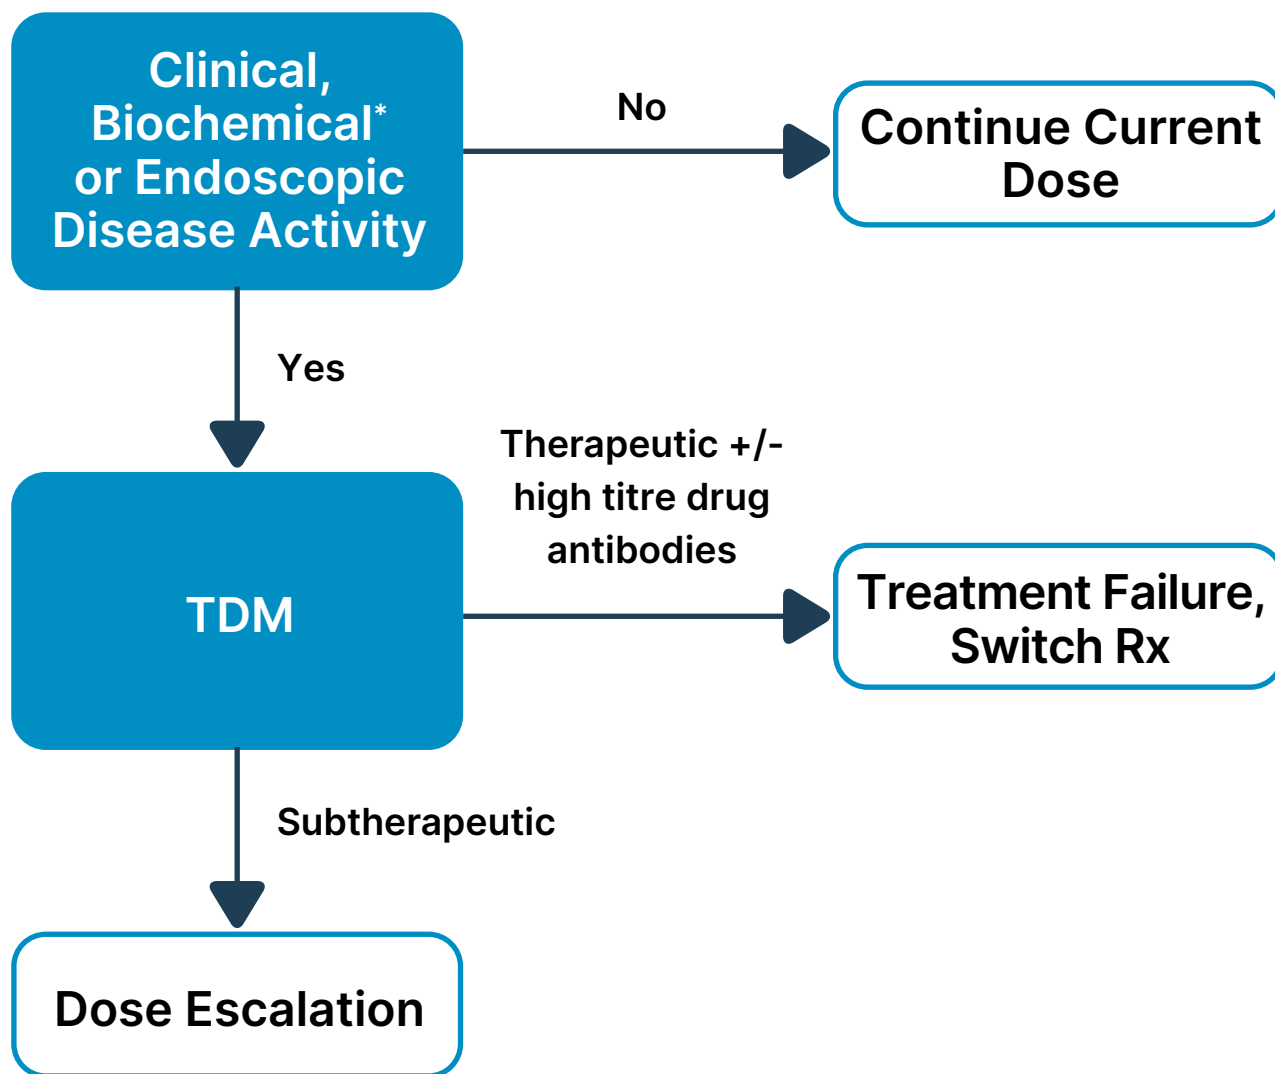 Clinical,
Biochemical*
or Endoscopic
Disease Activity
No
Continue Current
Dose
Yes
Therapeutic +/-
high titre drug
antibodies
TDM
Treatment Failure,
Switch Rx
Subtherapeutic
Dose Escalation